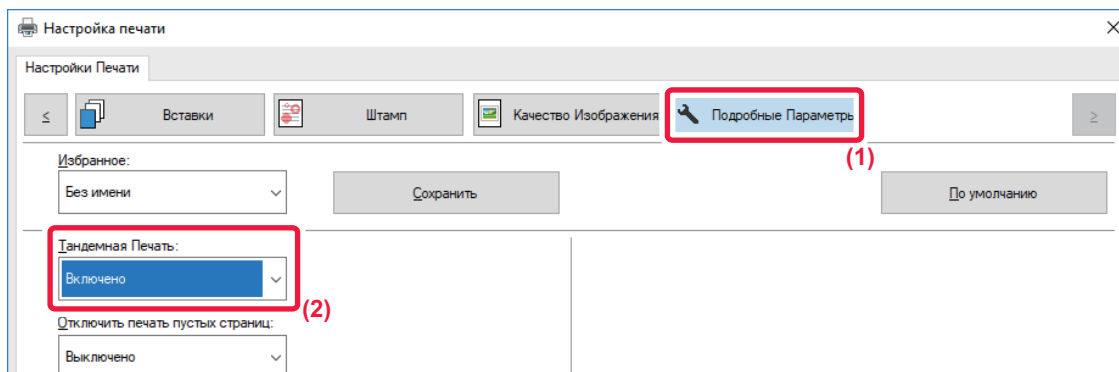 Настройка печати
Настройки Печати
< Вставки Штамп Качество Изображения Подробные Параметры >
(1)
Избранное:
Без имени Сохранить По умолчанию
Тандемная Печать:
Включено
(2)
Отключить печать пустых страниц:
Выключено